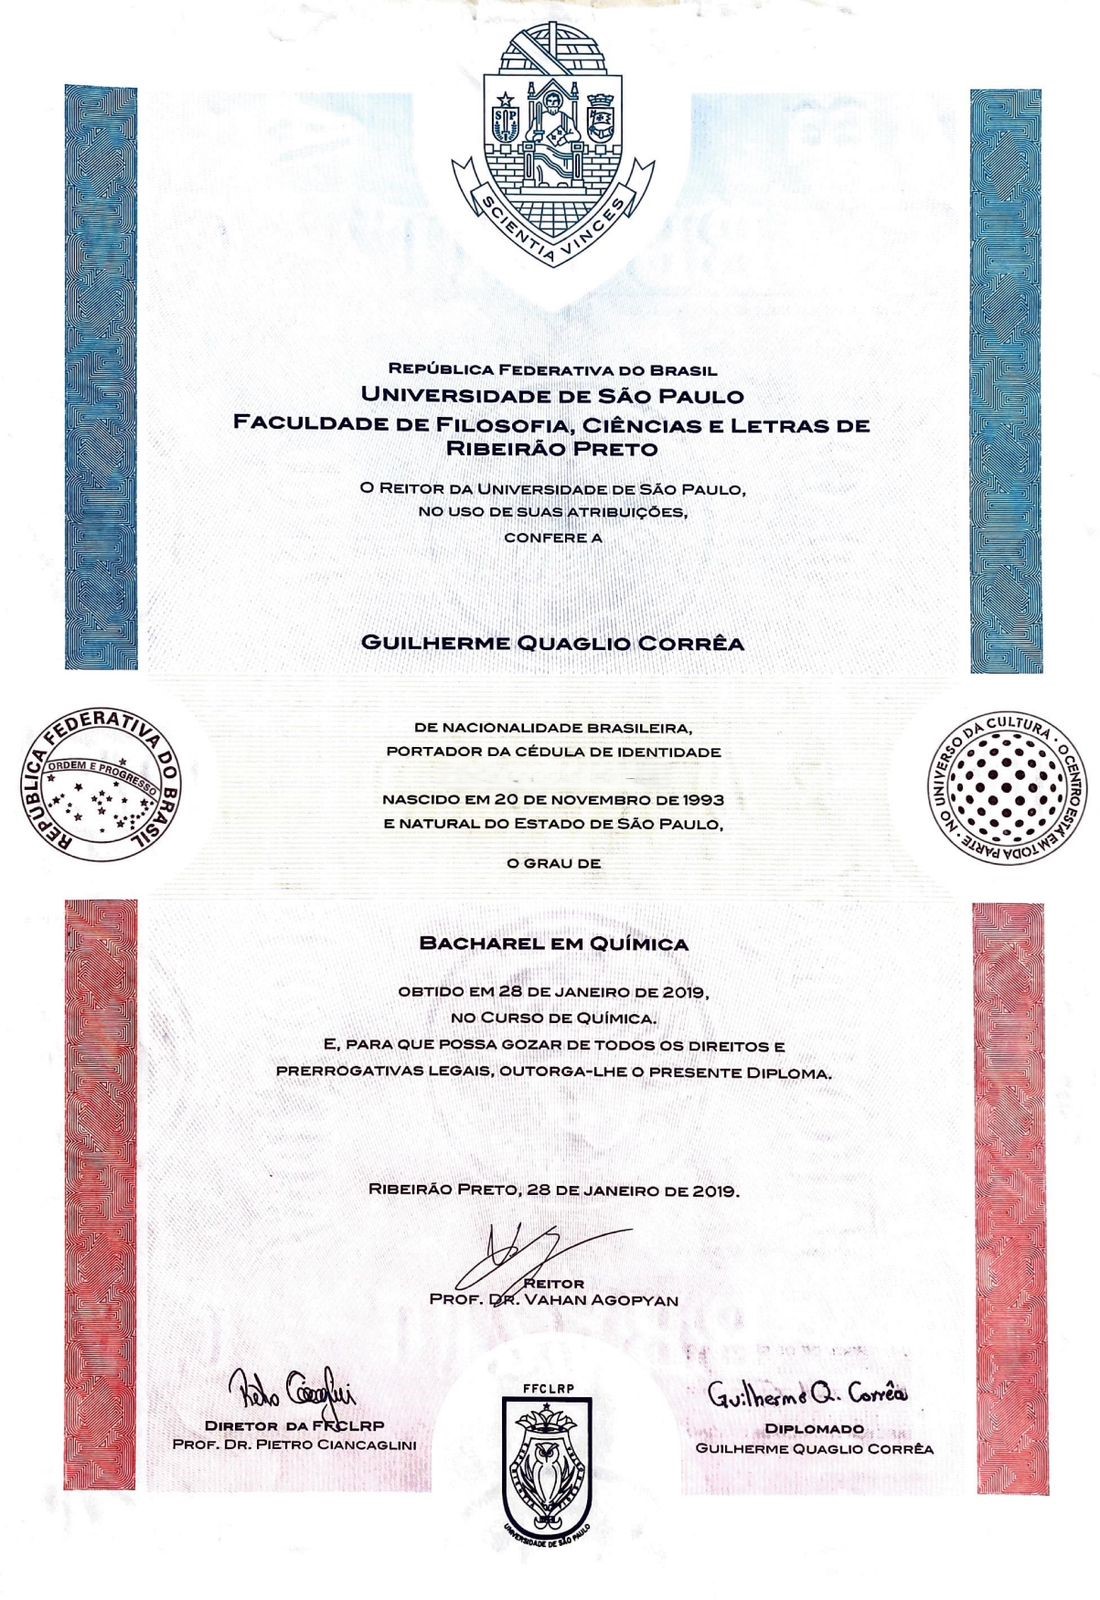 SCIENTIA VINCES
S P
República Federativa do Brasil
Universidade de São Paulo
Faculdade de Filosofia, Ciências e Letras de
Ribeirão Preto
O Reitor da Universidade de São Paulo,
no uso de suas atribuições,
confere a
Guilherme Quaglio Corrêa
de nacionalidade brasileira,
portador da cédula de identidade
nascido em 20 de novembro de 1993
e natural do Estado de São Paulo,
o grau de
REPÚBLICA FEDERATIVA DO BRASIL
ORDEM E PROGRESSO
NO UNIVERSO DA CULTURA · O CENTRO ESTÁ EM TODA PARTE ·
Bacharel em Química
obtido em 28 de janeiro de 2019,
no Curso de Química.
E, para que possa gozar de todos os direitos e
prerrogativas legais, outorga-lhe o presente Diploma.
Ribeirão Preto, 28 de janeiro de 2019.
Reitor
Prof. Dr. Vahan Agopyan
Diretor da FFCLRP
Prof. Dr. Pietro Ciancaglini
FFCLRP
UNIVERSIDADE DE SÃO PAULO
Guilherme Q. Corrêa
Diplomado
Guilherme Quaglio Corrêa